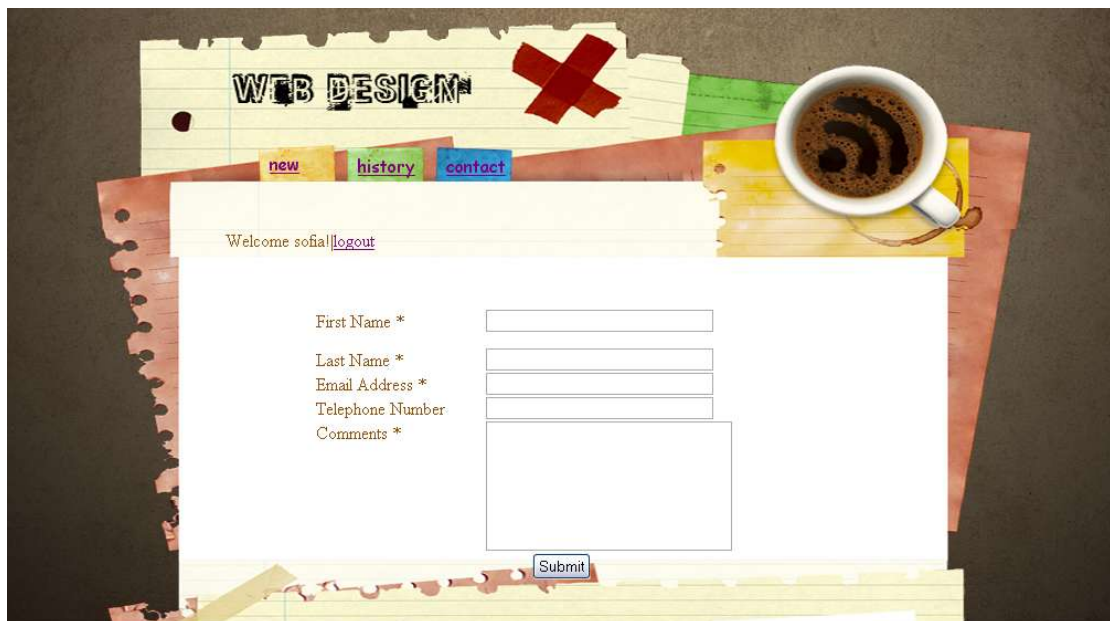 WEB DESIGN
new history contact
Welcome sofia!|logout
First Name *
Last Name *
Email Address *
Telephone Number
Comments *
Submit